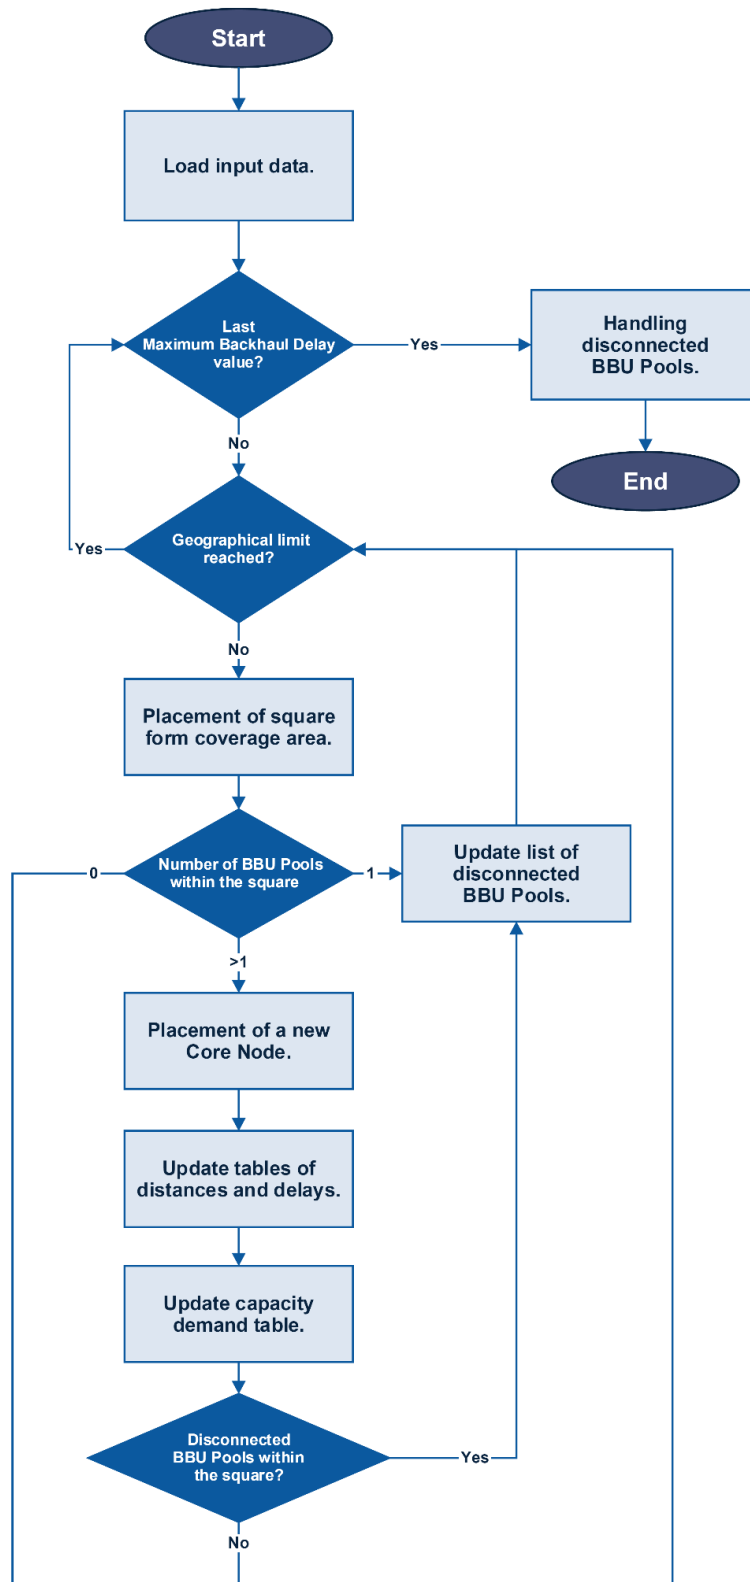 Start
Load input data.
Last
Maximum Backhaul Delay
value?
Yes
Handling
disconnected
BBU Pools.
No
End
Geographical limit
reached?
Yes
No
Placement of square
form coverage area.
Number of BBU Pools
within the square
0
1
Update list of
disconnected
BBU Pools.
>1
Placement of a new
Core Node.
Update tables of
distances and delays.
Update capacity
demand table.
Disconnected
BBU Pools within
the square?
Yes
No